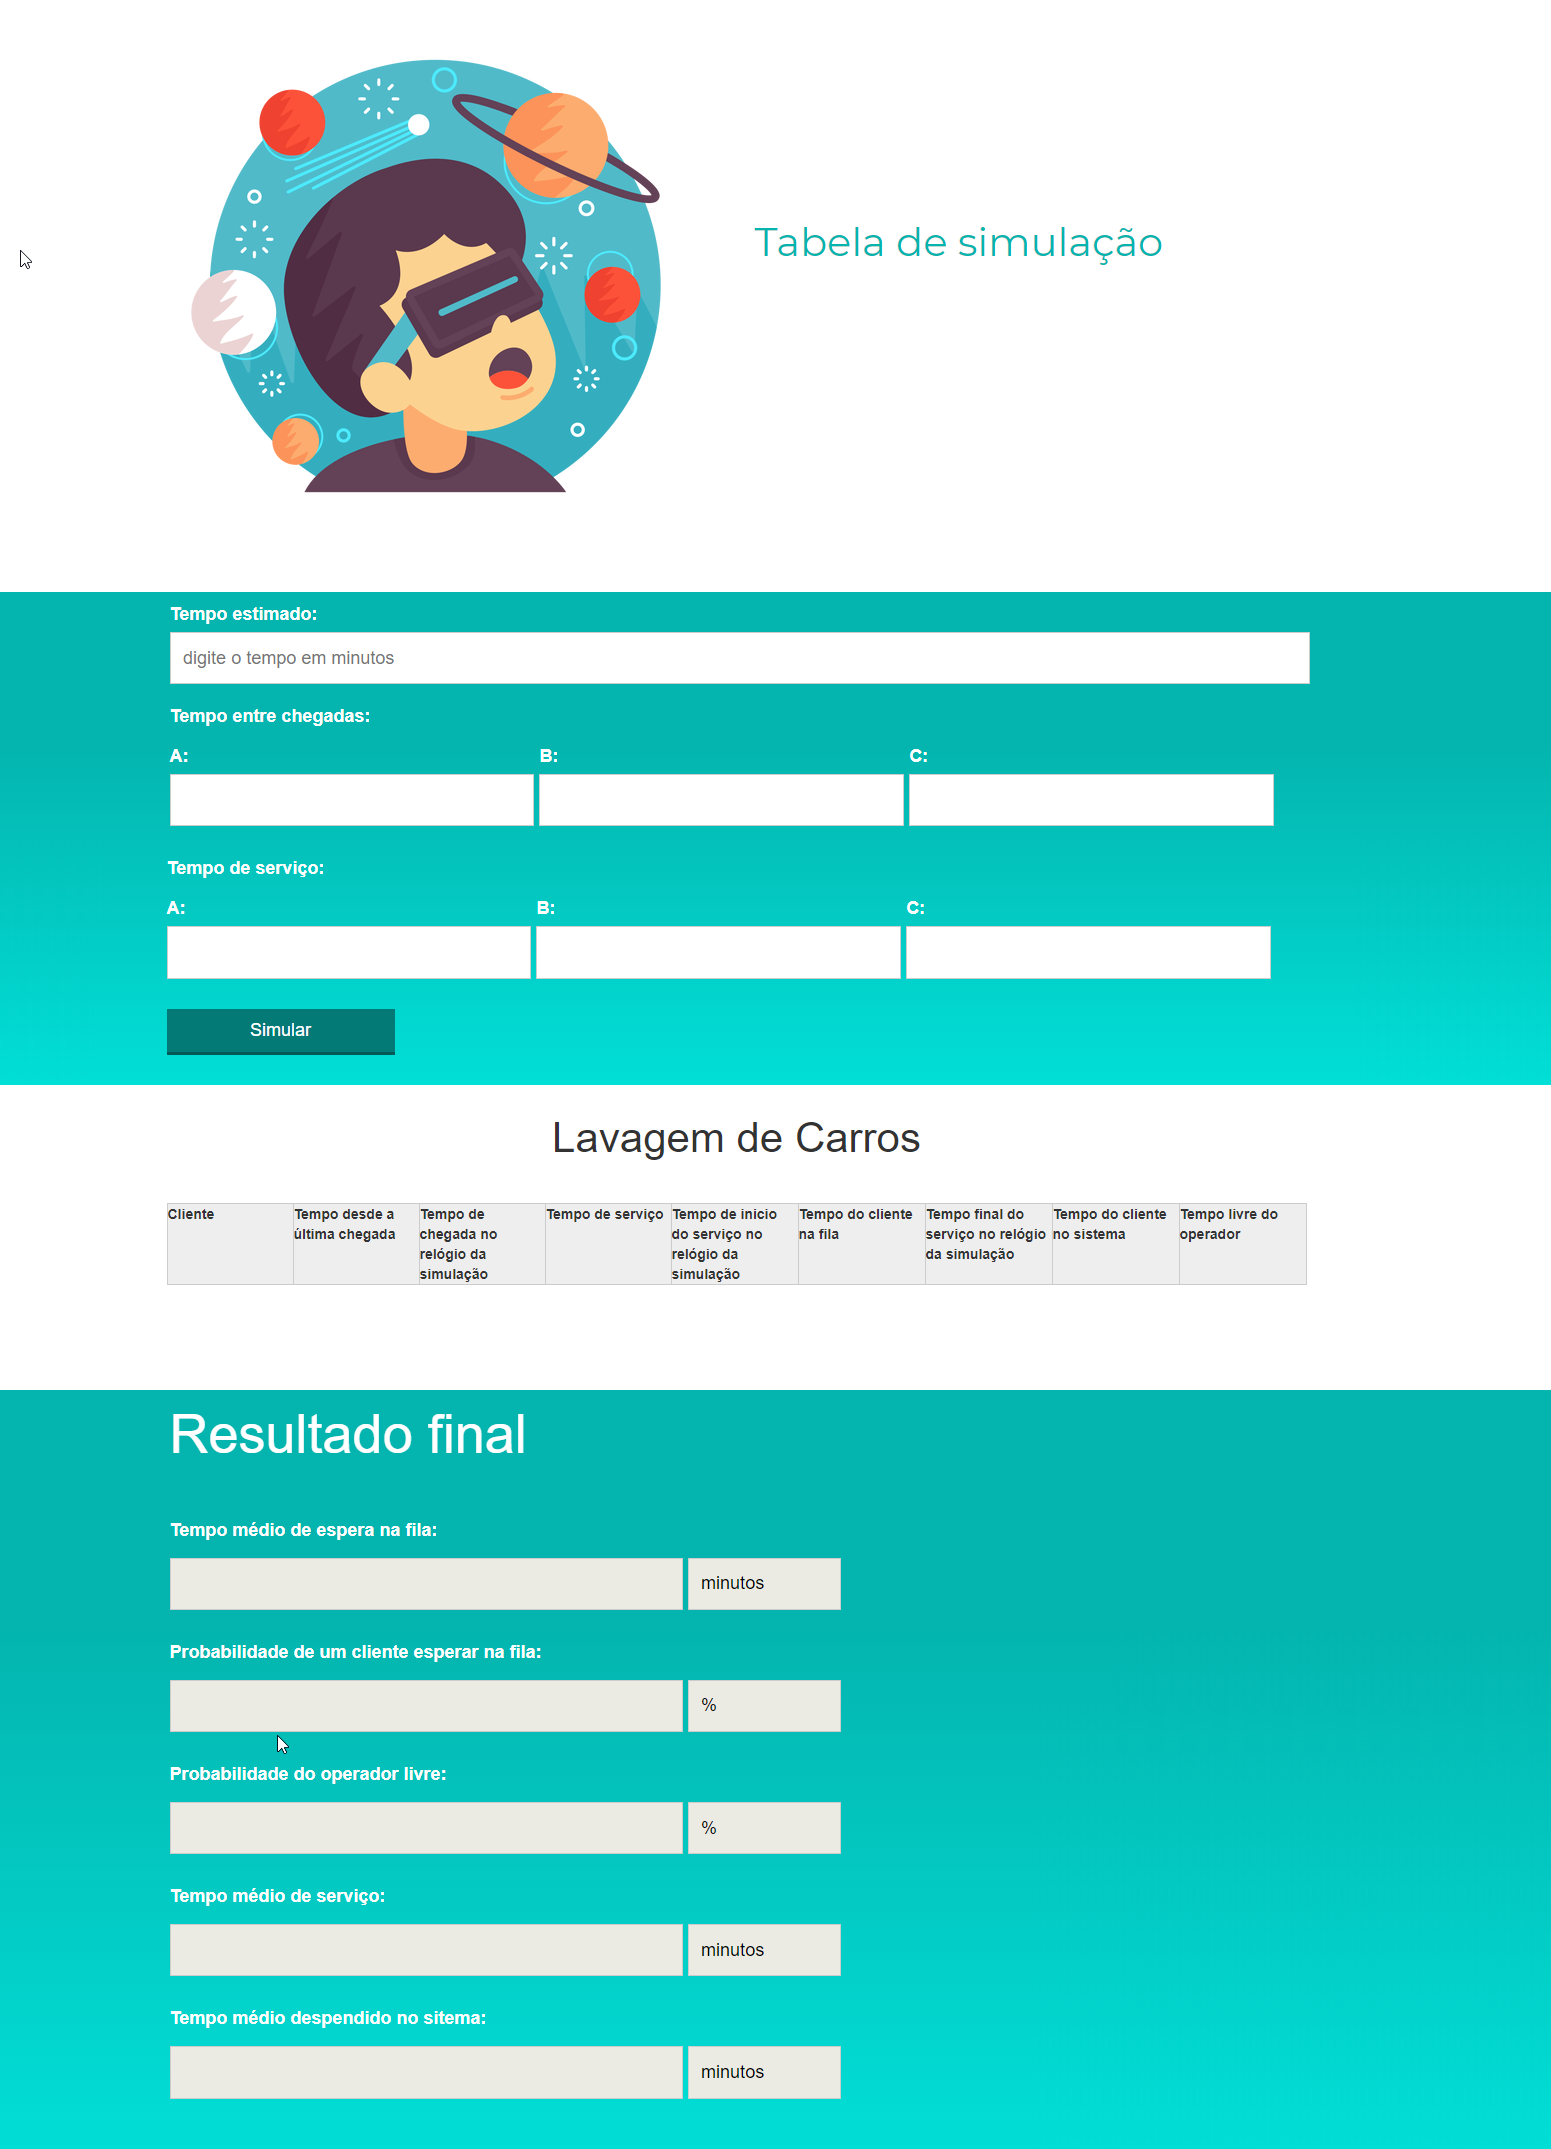 Tabela de simulação
Tempo estimado:
digite o tempo em minutos
Tempo entre chegadas:
A: B: C:
Tempo de serviço:
A: B: C:
Simular
Lavagem de Carros
Cliente
Tempo desde a
última chegada
Tempo de
chegada no
relógio da
simulação
Tempo de serviço
Tempo de inicio
do serviço no
relógio da
simulação
Tempo do cliente
na fila
Tempo final do
serviço no relógio
da simulação
Tempo do cliente
no sistema
Tempo livre do
operador
Resultado final
Tempo médio de espera na fila:
minutos
Probabilidade de um cliente esperar na fila:
%
Probabilidade do operador livre:
%
Tempo médio de serviço:
minutos
Tempo médio despendido no sitema:
minutos